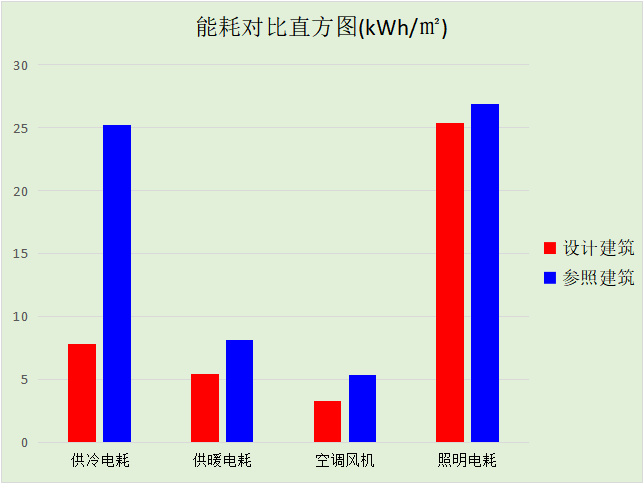 能耗对比直方图(kWh/㎡)
30
25
20
15
10
5
0
供冷电耗
供暖电耗
空调风机
照明电耗
设计建筑
参照建筑